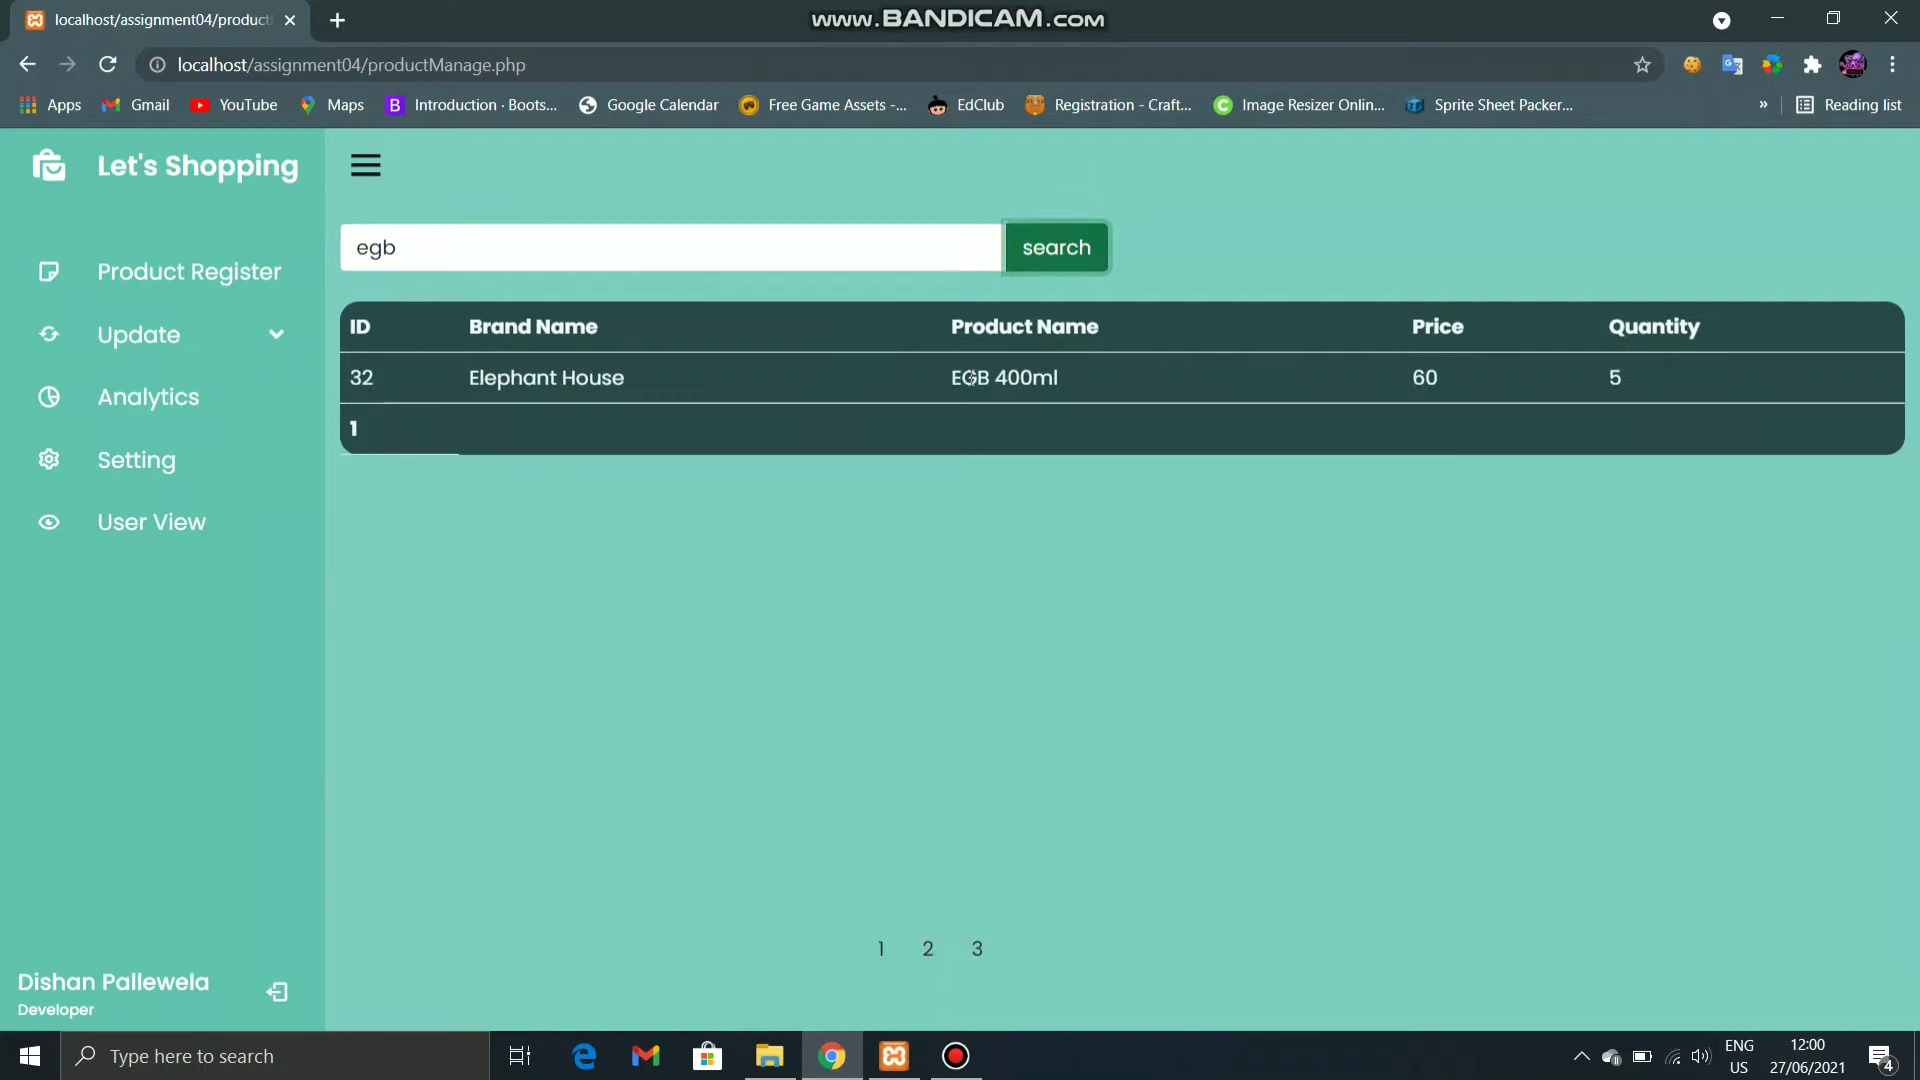 localhost/assignment04/product
www.BANDICAM.com
localhost/assignment04/productManage.php
Apps Gmail YouTube Maps Introduction · Boots... Google Calendar Free Game Assets -... EdClub Registration - Craft... Image Resizer Onlin... Sprite Sheet Packer... » Reading list
Let's Shopping
egb search
Product Register
Update
Analytics
Setting
User View
ID Brand Name Product Name Price Quantity
32 Elephant House EGB 400ml 60 5
1
1 2 3
Dishan Pallewela
Developer
Type here to search
ENG
US
12:00
27/06/2021
4